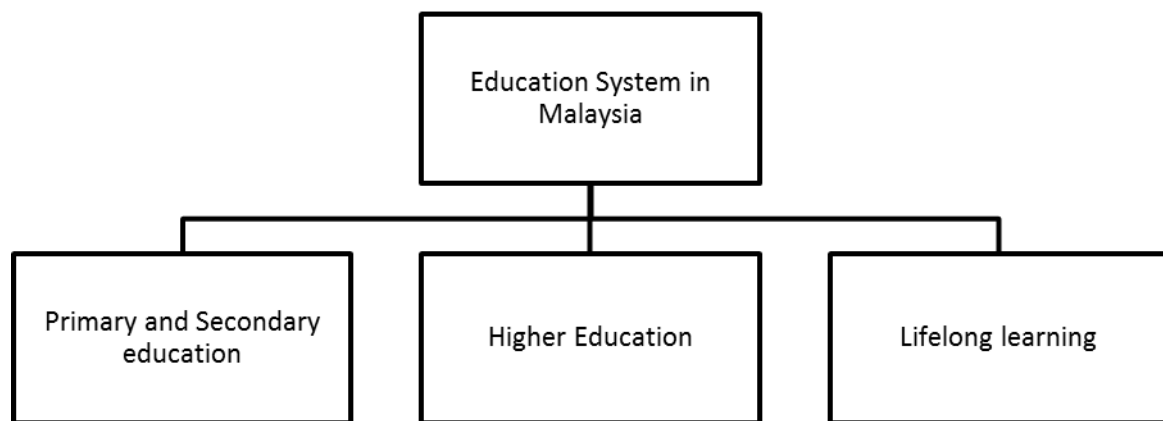 Education System in
Malaysia
Primary and Secondary
education
Higher Education
Lifelong learning